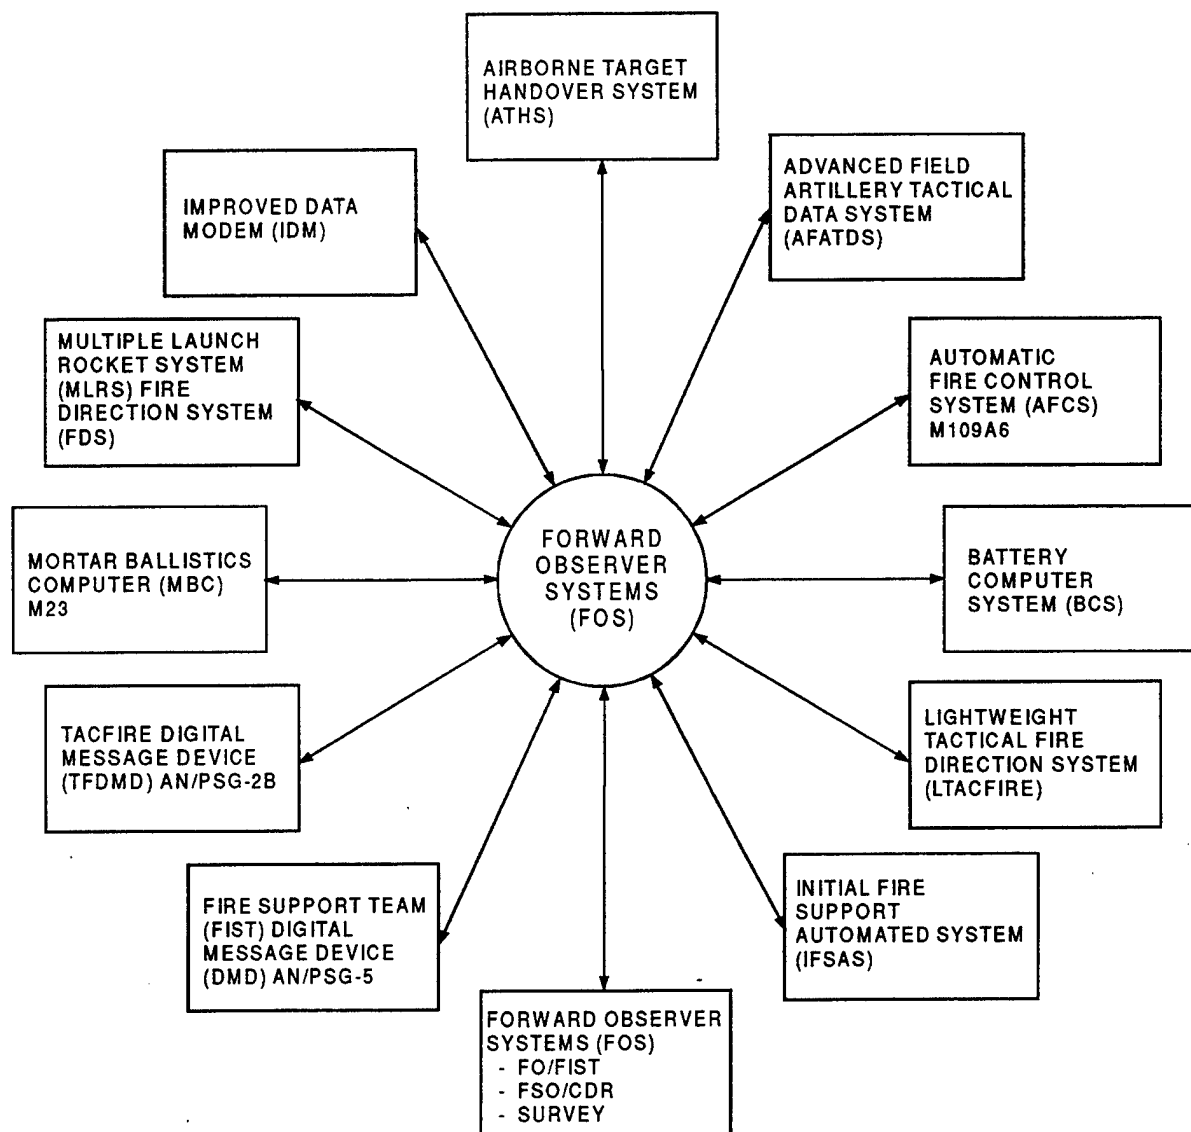 AIRBORNE TARGET
HANDOVER SYSTEM
(ATHS)
ADVANCED FIELD
ARTILLERY TACTICAL
DATA SYSTEM
(AFATDS)
IMPROVED DATA
MODEM (IDM)
MULTIPLE LAUNCH
ROCKET SYSTEM
(MLRS) FIRE
DIRECTION SYSTEM
(FDS)
AUTOMATIC
FIRE CONTROL
SYSTEM (AFCS)
M109A6
FORWARD
OBSERVER
SYSTEMS
(FOS)
MORTAR BALLISTICS
COMPUTER (MBC)
M23
BATTERY
COMPUTER
SYSTEM (BCS)
TACFIRE DIGITAL
MESSAGE DEVICE
(TFDMD) AN/PSG-2B
LIGHTWEIGHT
TACTICAL FIRE
DIRECTION SYSTEM
(LTACFIRE)
FIRE SUPPORT TEAM
(FIST) DIGITAL
MESSAGE DEVICE
(DMD) AN/PSG-5
INITIAL FIRE
SUPPORT
AUTOMATED SYSTEM
(IFSAS)
FORWARD OBSERVER
SYSTEMS (FOS)
- FO/FIST
- FSO/CDR
- SURVEY